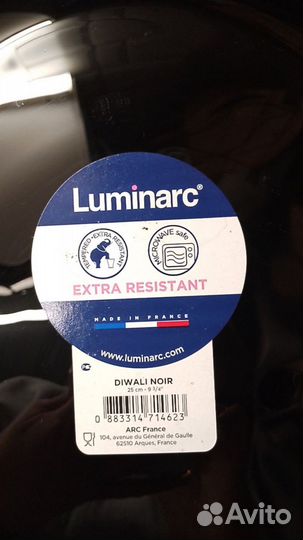 Luminarc®
TEMPERED • EXTRA RESISTANT
MICROWAVE safe
EXTRA RESISTANT
MADE IN FRANCE
www.luminarc.com
DIWALI NOIR
25 cm - 9 3/4"
0 883314 714623
ARC France
104, avenue du Général de Gaulle
62510 Arques, France
Avito